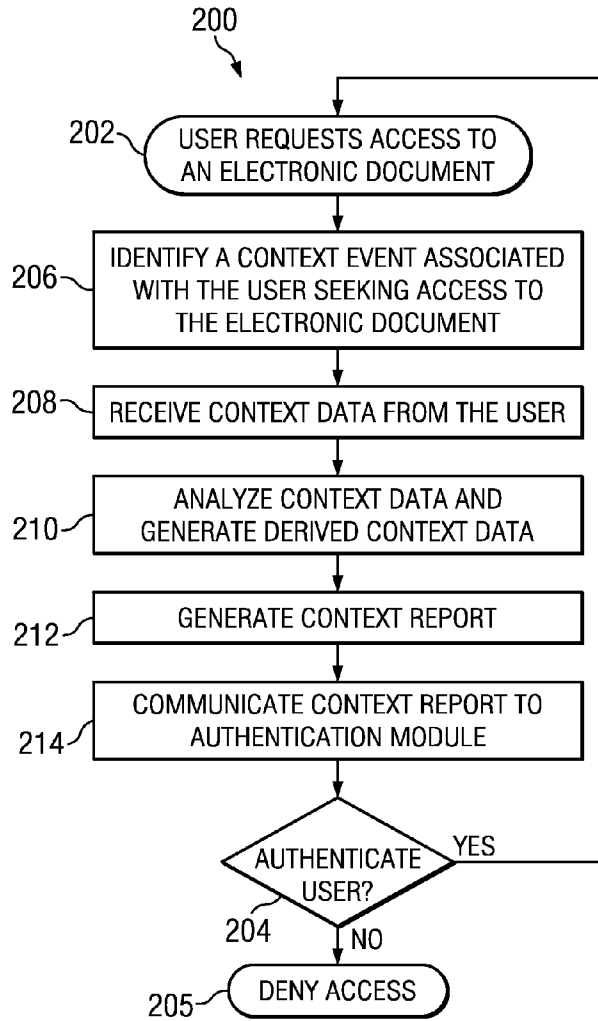 200
202
USER REQUESTS ACCESS TO
AN ELECTRONIC DOCUMENT
206
IDENTIFY A CONTEXT EVENT ASSOCIATED
WITH THE USER SEEKING ACCESS TO
THE ELECTRONIC DOCUMENT
208
RECEIVE CONTEXT DATA FROM THE USER
210
ANALYZE CONTEXT DATA AND
GENERATE DERIVED CONTEXT DATA
212
GENERATE CONTEXT REPORT
214
COMMUNICATE CONTEXT REPORT TO
AUTHENTICATION MODULE
AUTHENTICATE
USER?
YES
204
NO
205
DENY ACCESS